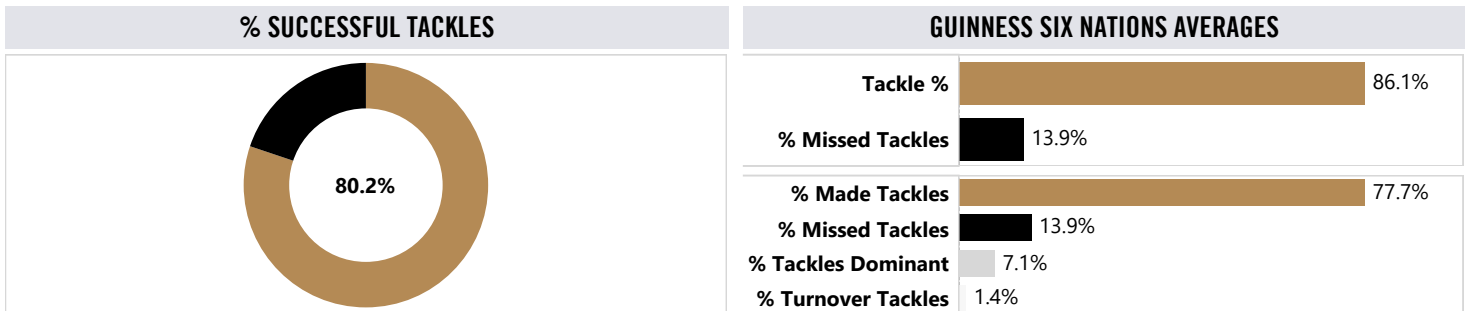 % SUCCESSFUL TACKLES
80.2%
GUINNESS SIX NATIONS AVERAGES
Tackle % 86.1%
% Missed Tackles 13.9%
% Made Tackles 77.7%
% Missed Tackles 13.9%
% Tackles Dominant 7.1%
% Turnover Tackles 1.4%